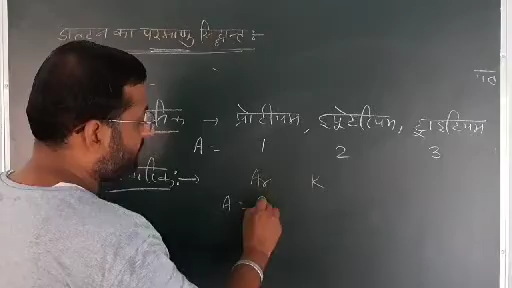 डाल्टन का परमाणु सिद्धान्त :-
→ प्रोटीयम, ड्यूटेरियम, ट्राइटियम
A - 1 2 3
:→ Ar K
A =